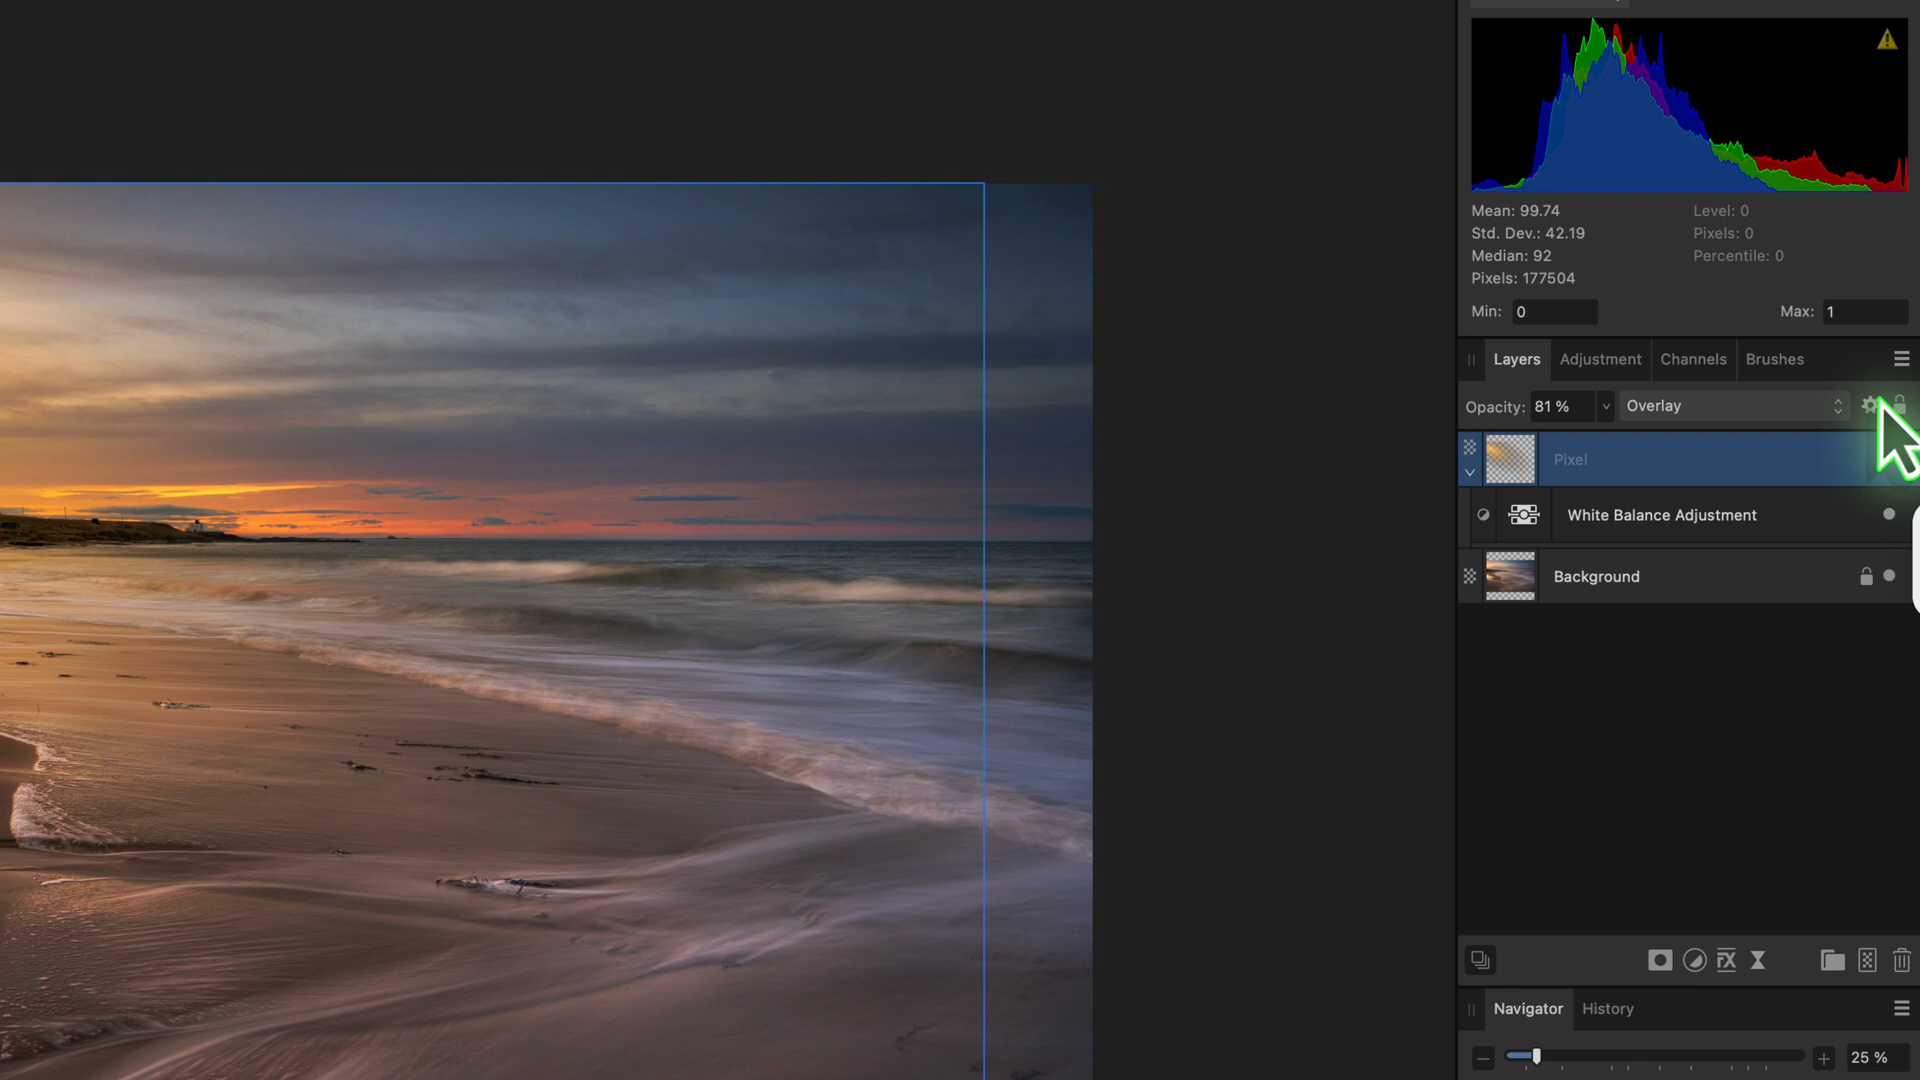 Mean: 99.74 Level: 0
Std. Dev.: 42.19 Pixels: 0
Median: 92 Percentile: 0
Pixels: 177504
Min: 0 Max: 1
Layers Adjustment Channels Brushes
Opacity: 81 % Overlay
Pixel
White Balance Adjustment
Background
FX
Navigator History
25 %